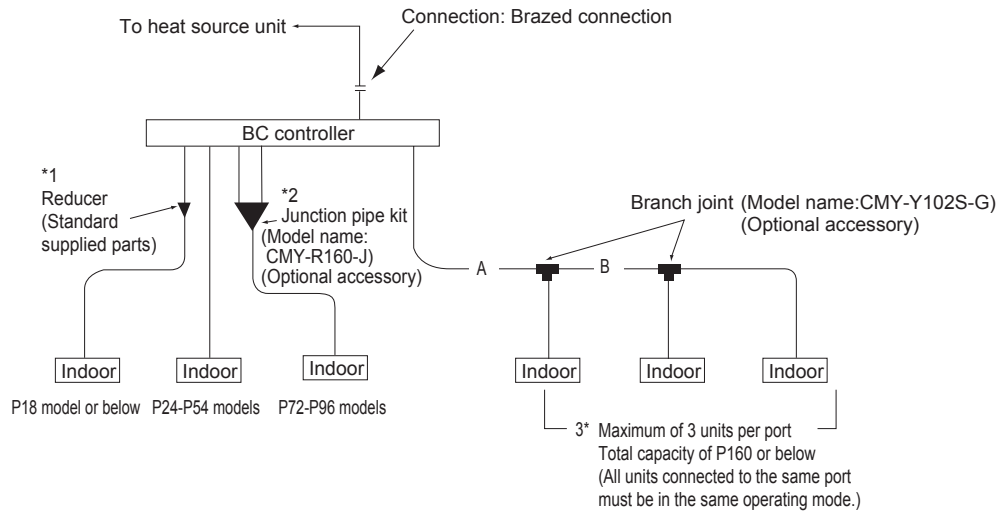 To heat source unit
Connection: Brazed connection
BC controller
*1
Reducer
(Standard
supplied parts)
*2
Junction pipe kit
(Model name:
CMY-R160-J)
(Optional accessory)
Branch joint (Model name:CMY-Y102S-G)
(Optional accessory)
A
B
Indoor
Indoor
Indoor
Indoor
Indoor
Indoor
P18 model or below
P24-P54 models
P72-P96 models
3* Maximum of 3 units per port
Total capacity of P160 or below
(All units connected to the same port
must be in the same operating mode.)